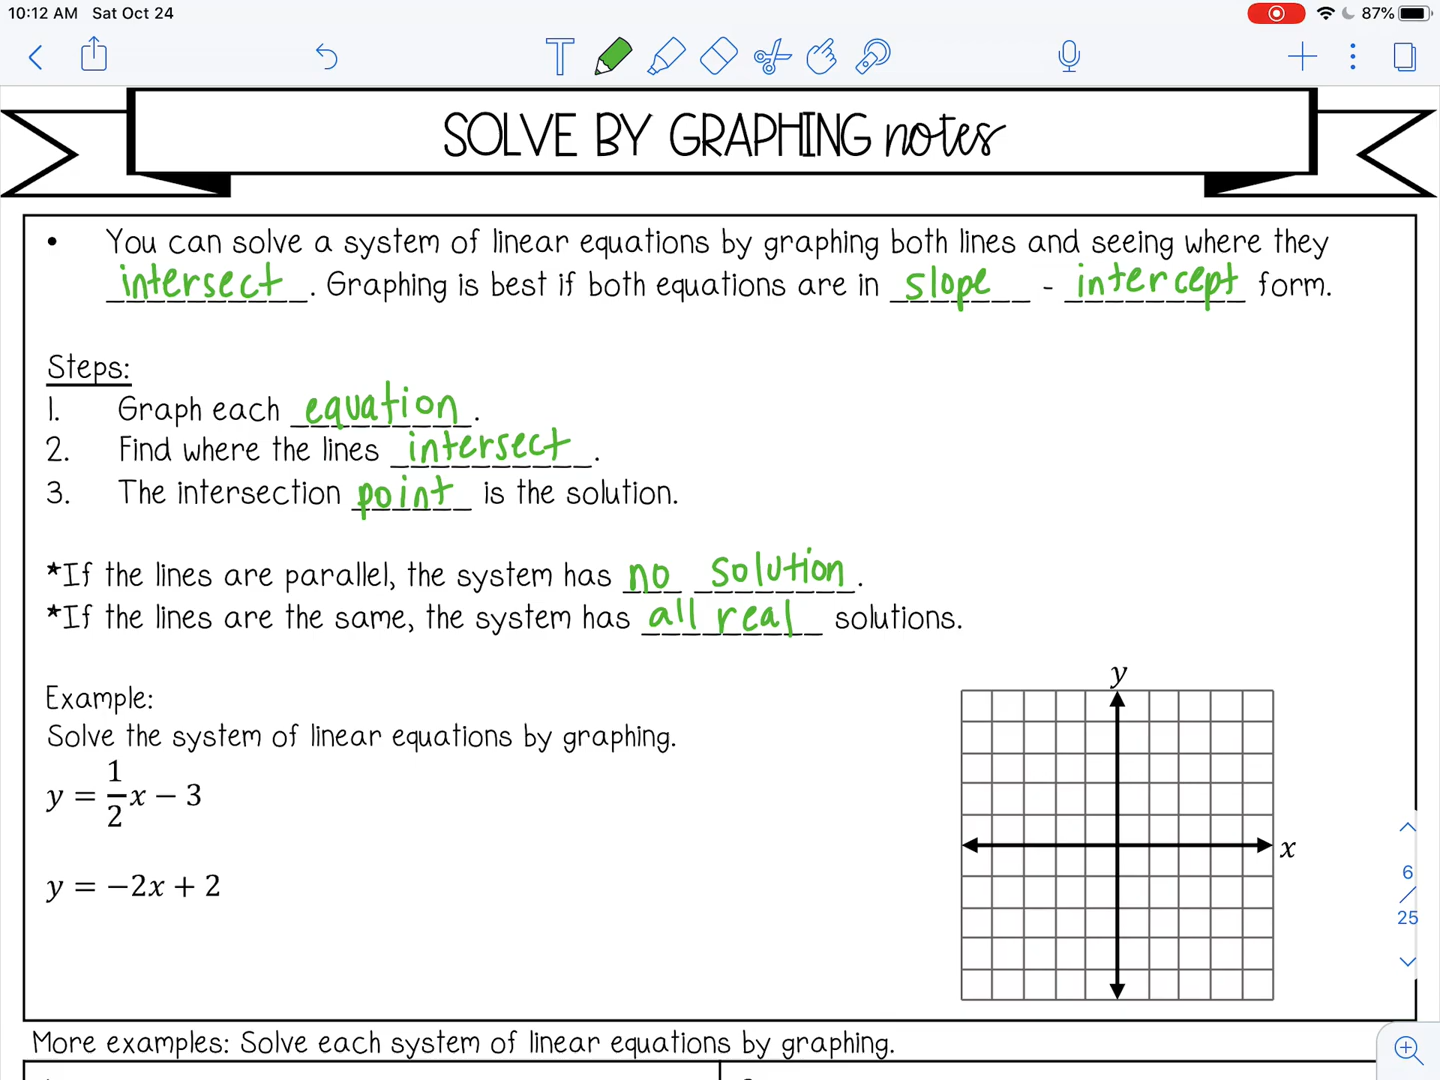 10:12 AM Sat Oct 24 87%
SOLVE BY GRAPHING notes
• You can solve a system of linear equations by graphing both lines and seeing where they
intersect. Graphing is best if both equations are in slope - intercept form.
Steps:
1. Graph each equation.
2. Find where the lines intersect.
3. The intersection point is the solution.
*If the lines are parallel, the system has no solution.
*If the lines are the same, the system has all real solutions.
Example:
Solve the system of linear equations by graphing.
y = 1/2 x − 3
y = −2x + 2
y
x
6
/
25
More examples: Solve each system of linear equations by graphing.